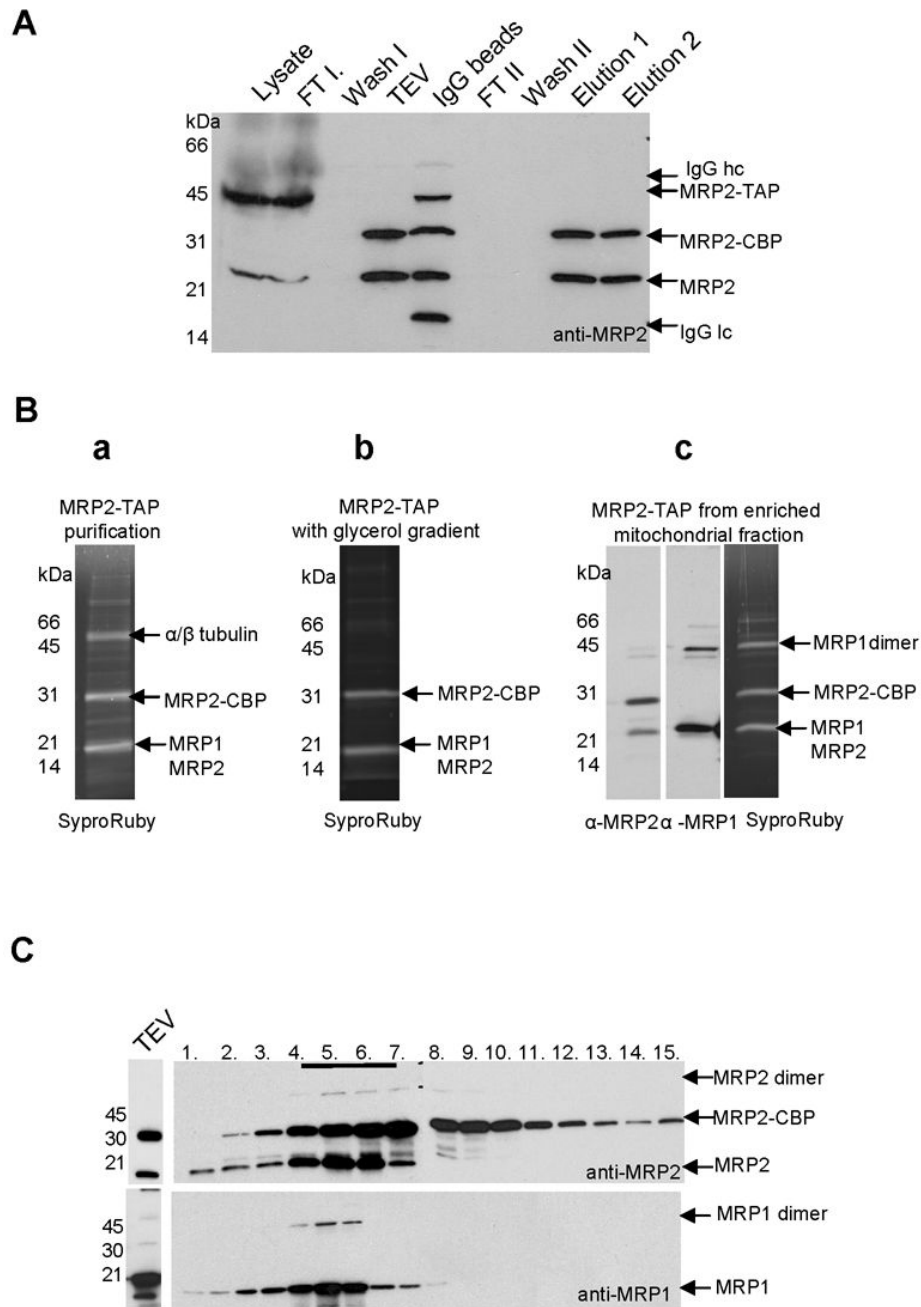 A
Lysate
FT I.
Wash I
TEV
IgG beads
FT II
Wash II
Elution 1
Elution 2
kDa
66
45
31
21
14
IgG hc
MRP2-TAP
MRP2-CBP
MRP2
IgG lc
anti-MRP2
B
a
b
c
MRP2-TAP
purification
MRP2-TAP
with glycerol gradient
MRP2-TAP from enriched
mitochondrial fraction
kDa
66
45
31
21
14
α/β tubulin
MRP2-CBP
MRP1
MRP2
SyproRuby
kDa
66
45
31
21
14
MRP2-CBP
MRP1
MRP2
SyproRuby
kDa
66
45
31
21
14
MRP1dimer
MRP2-CBP
MRP1
MRP2
α-MRP2 α -MRP1 SyproRuby
C
TEV
1. 2. 3. 4. 5. 6. 7. 8. 9. 10. 11. 12. 13. 14. 15.
45
30
21
MRP2 dimer
MRP2-CBP
MRP2
anti-MRP2
45
30
21
MRP1 dimer
MRP1
anti-MRP1